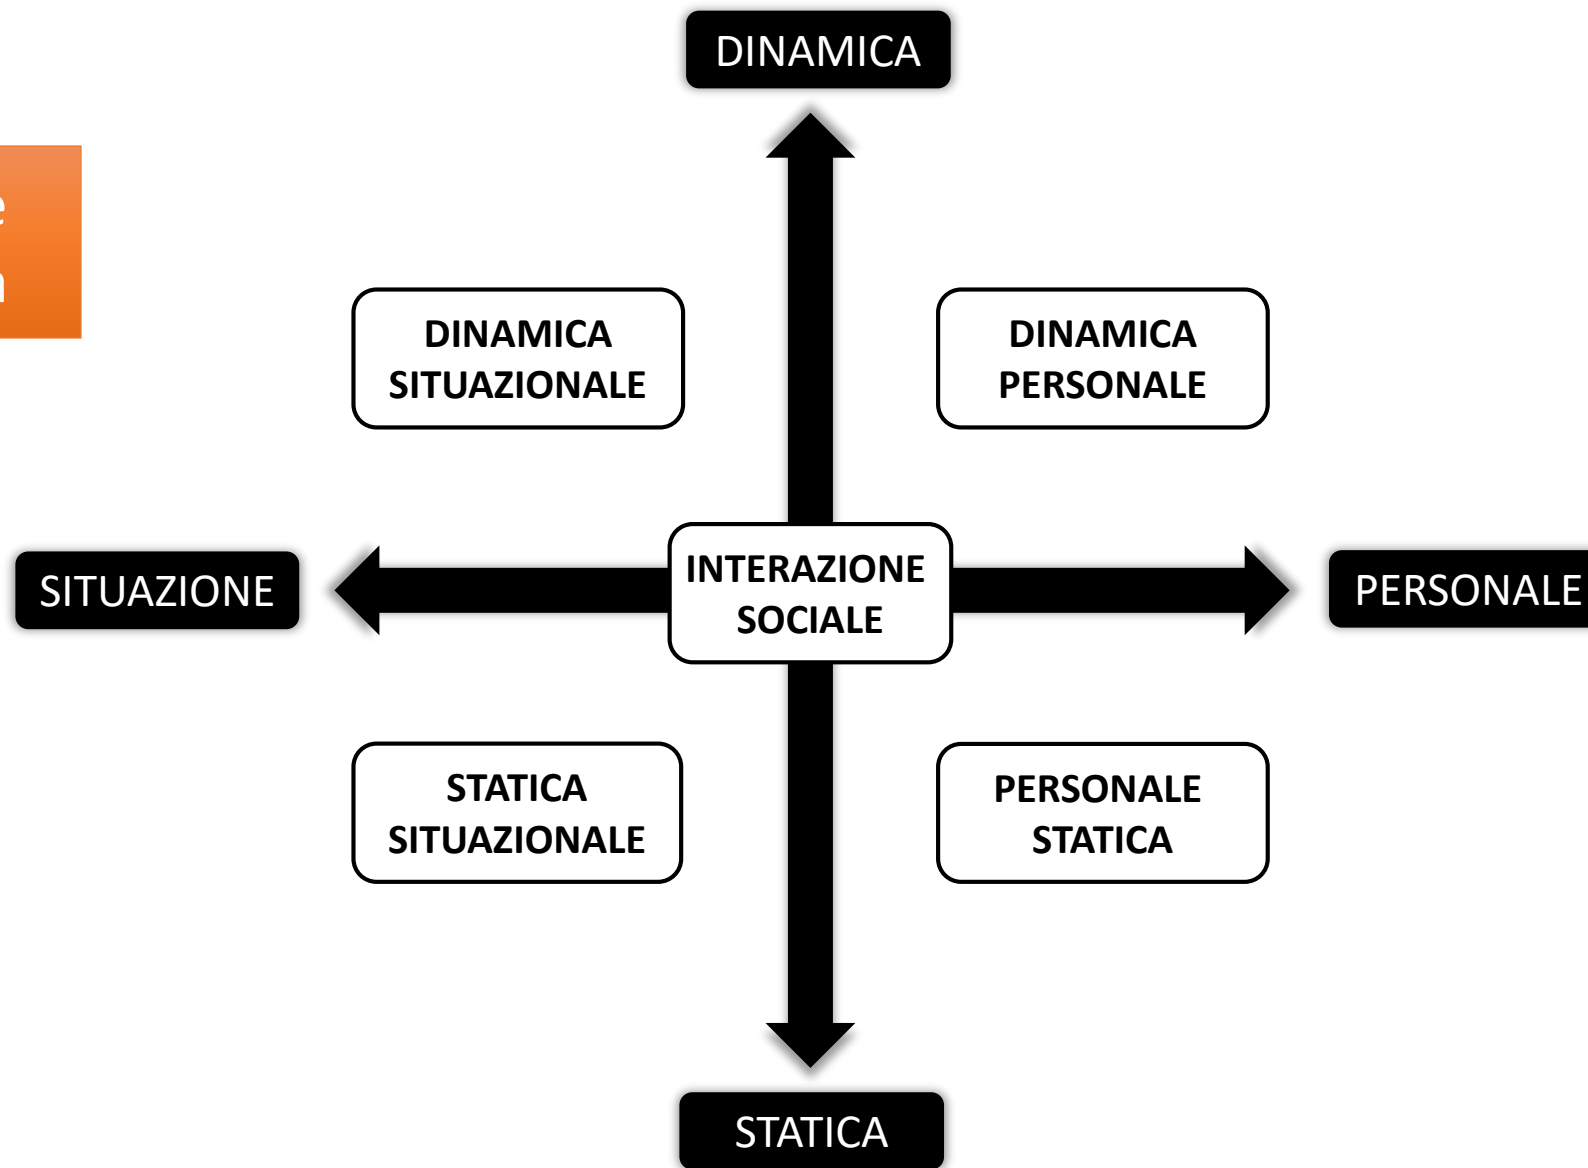 DINAMICA
DINAMICA
SITUAZIONALE
DINAMICA
PERSONALE
SITUAZIONE
INTERAZIONE
SOCIALE
PERSONALE
STATICA
SITUAZIONALE
PERSONALE
STATICA
STATICA